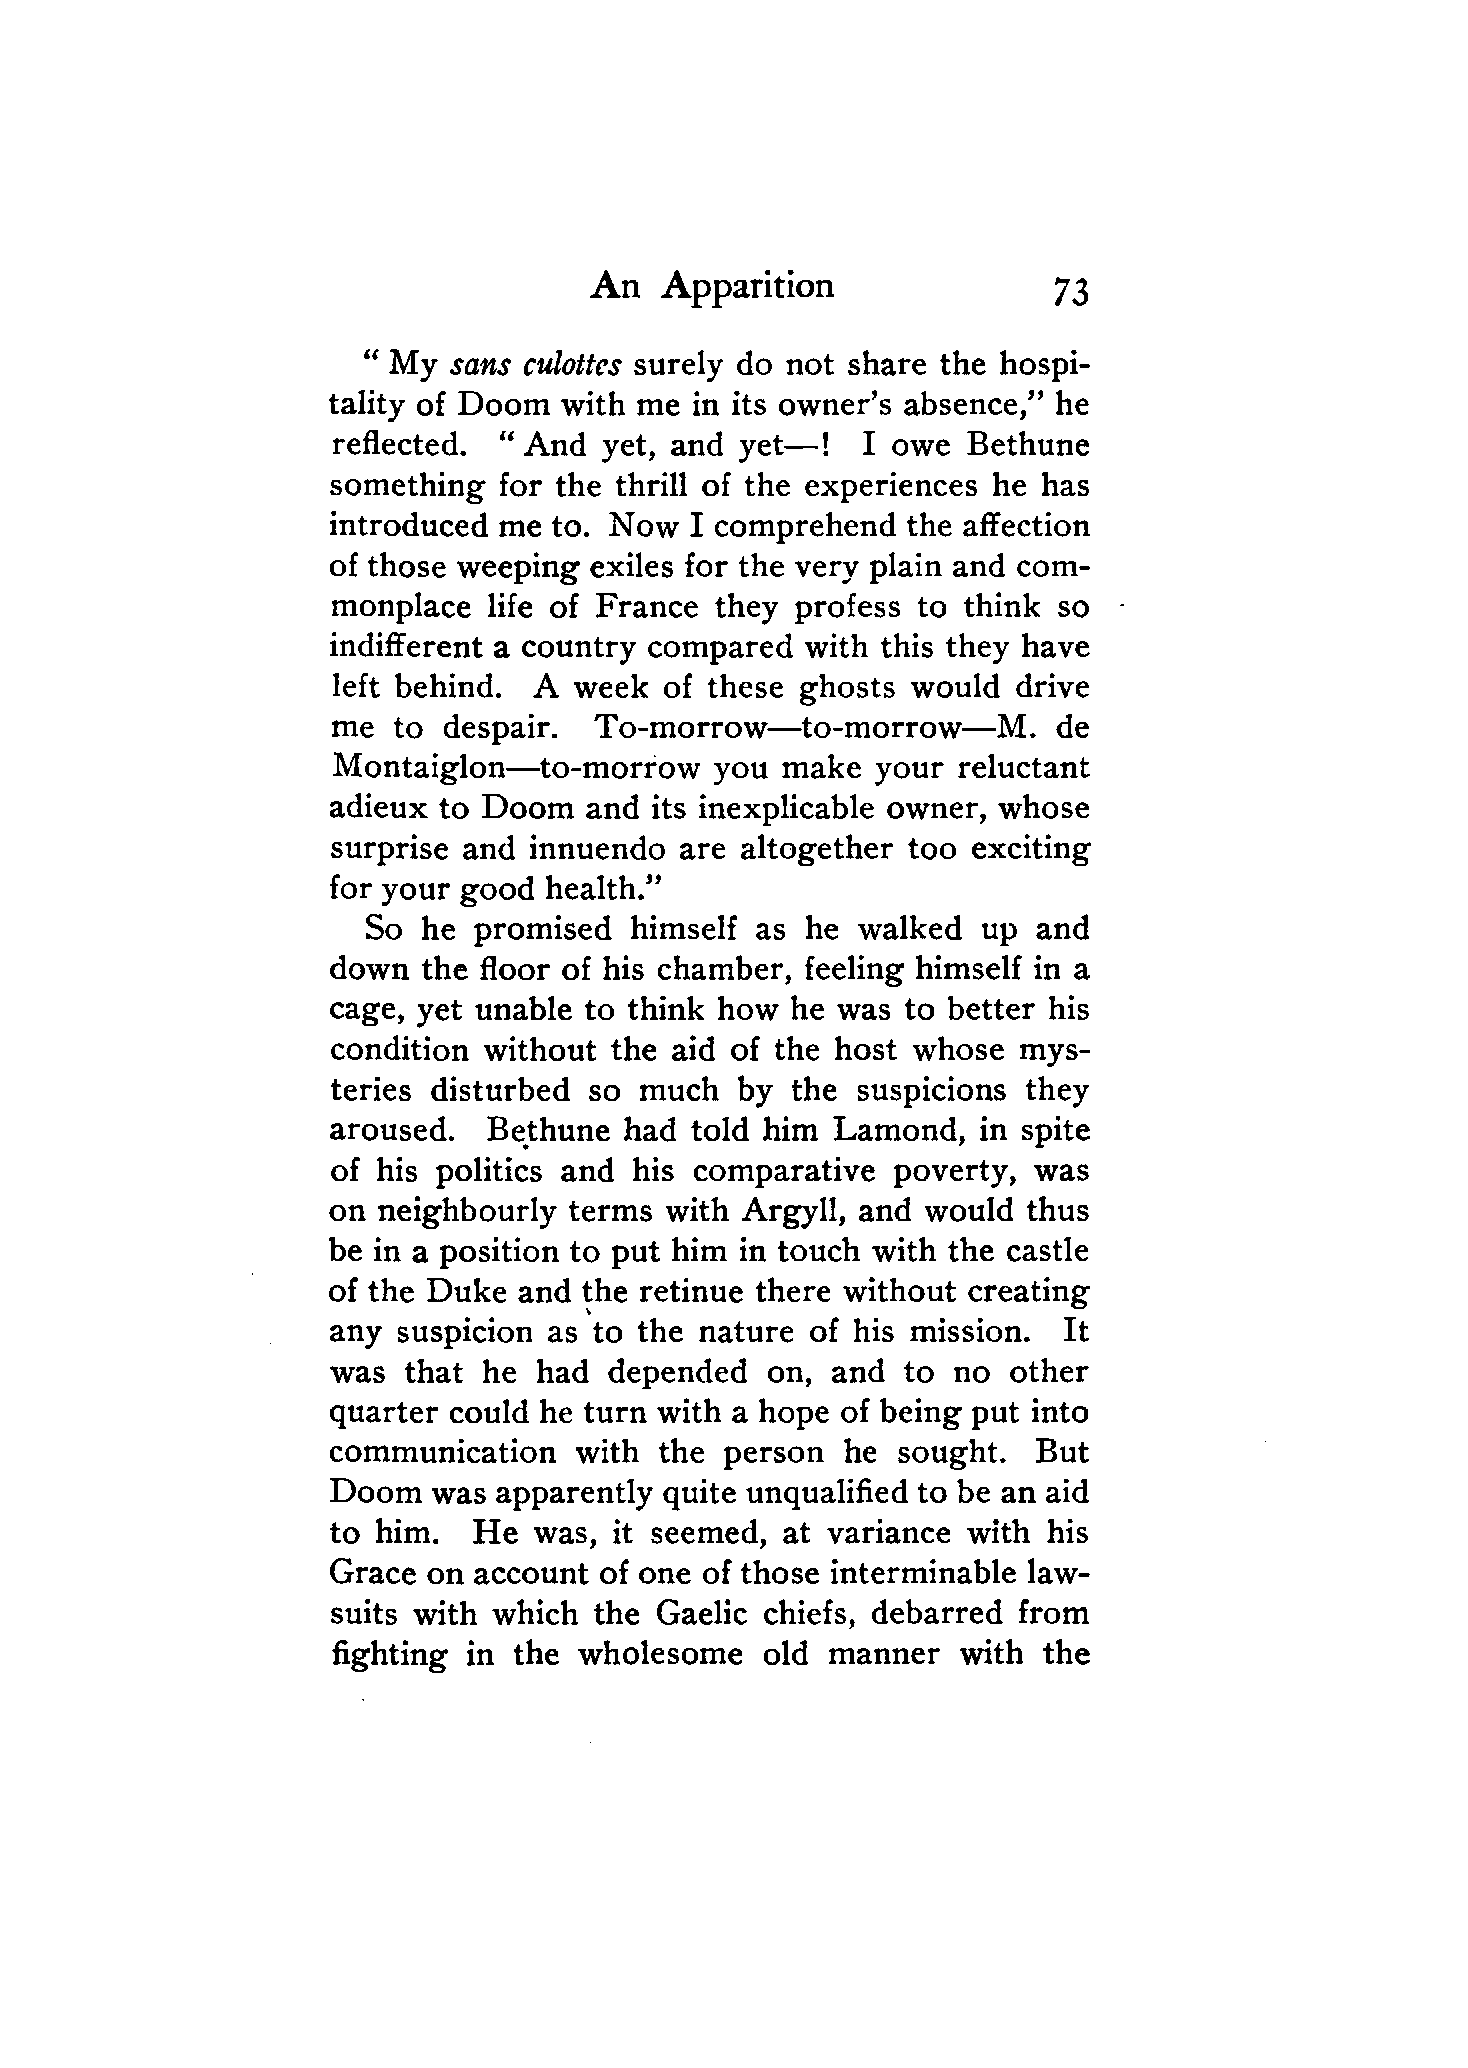 An Apparition 73
“ My sans culottes surely do not share the hospi-
tality of Doom with me in its owner’s absence,” he
reflected. “ And yet, and yet—! I owe Bethune
something for the thrill of the experiences he has
introduced me to. Now I comprehend the affection
of those weeping exiles for the very plain and com-
monplace life of France they profess to think so
indifferent a country compared with this they have
left behind. A week of these ghosts would drive
me to despair. To-morrow—to-morrow—M. de
Montaiglon—to-morrow you make your reluctant
adieux to Doom and its inexplicable owner, whose
surprise and innuendo are altogether too exciting
for your good health.”
So he promised himself as he walked up and
down the floor of his chamber, feeling himself in a
cage, yet unable to think how he was to better his
condition without the aid of the host whose mys-
teries disturbed so much by the suspicions they
aroused. Bethune had told him Lamond, in spite
of his politics and his comparative poverty, was
on neighbourly terms with Argyll, and would thus
be in a position to put him in touch with the castle
of the Duke and the retinue there without creating
any suspicion as to the nature of his mission. It
was that he had depended on, and to no other
quarter could he turn with a hope of being put into
communication with the person he sought. But
Doom was apparently quite unqualified to be an aid
to him. He was, it seemed, at variance with his
Grace on account of one of those interminable law-
suits with which the Gaelic chiefs, debarred from
fighting in the wholesome old manner with the